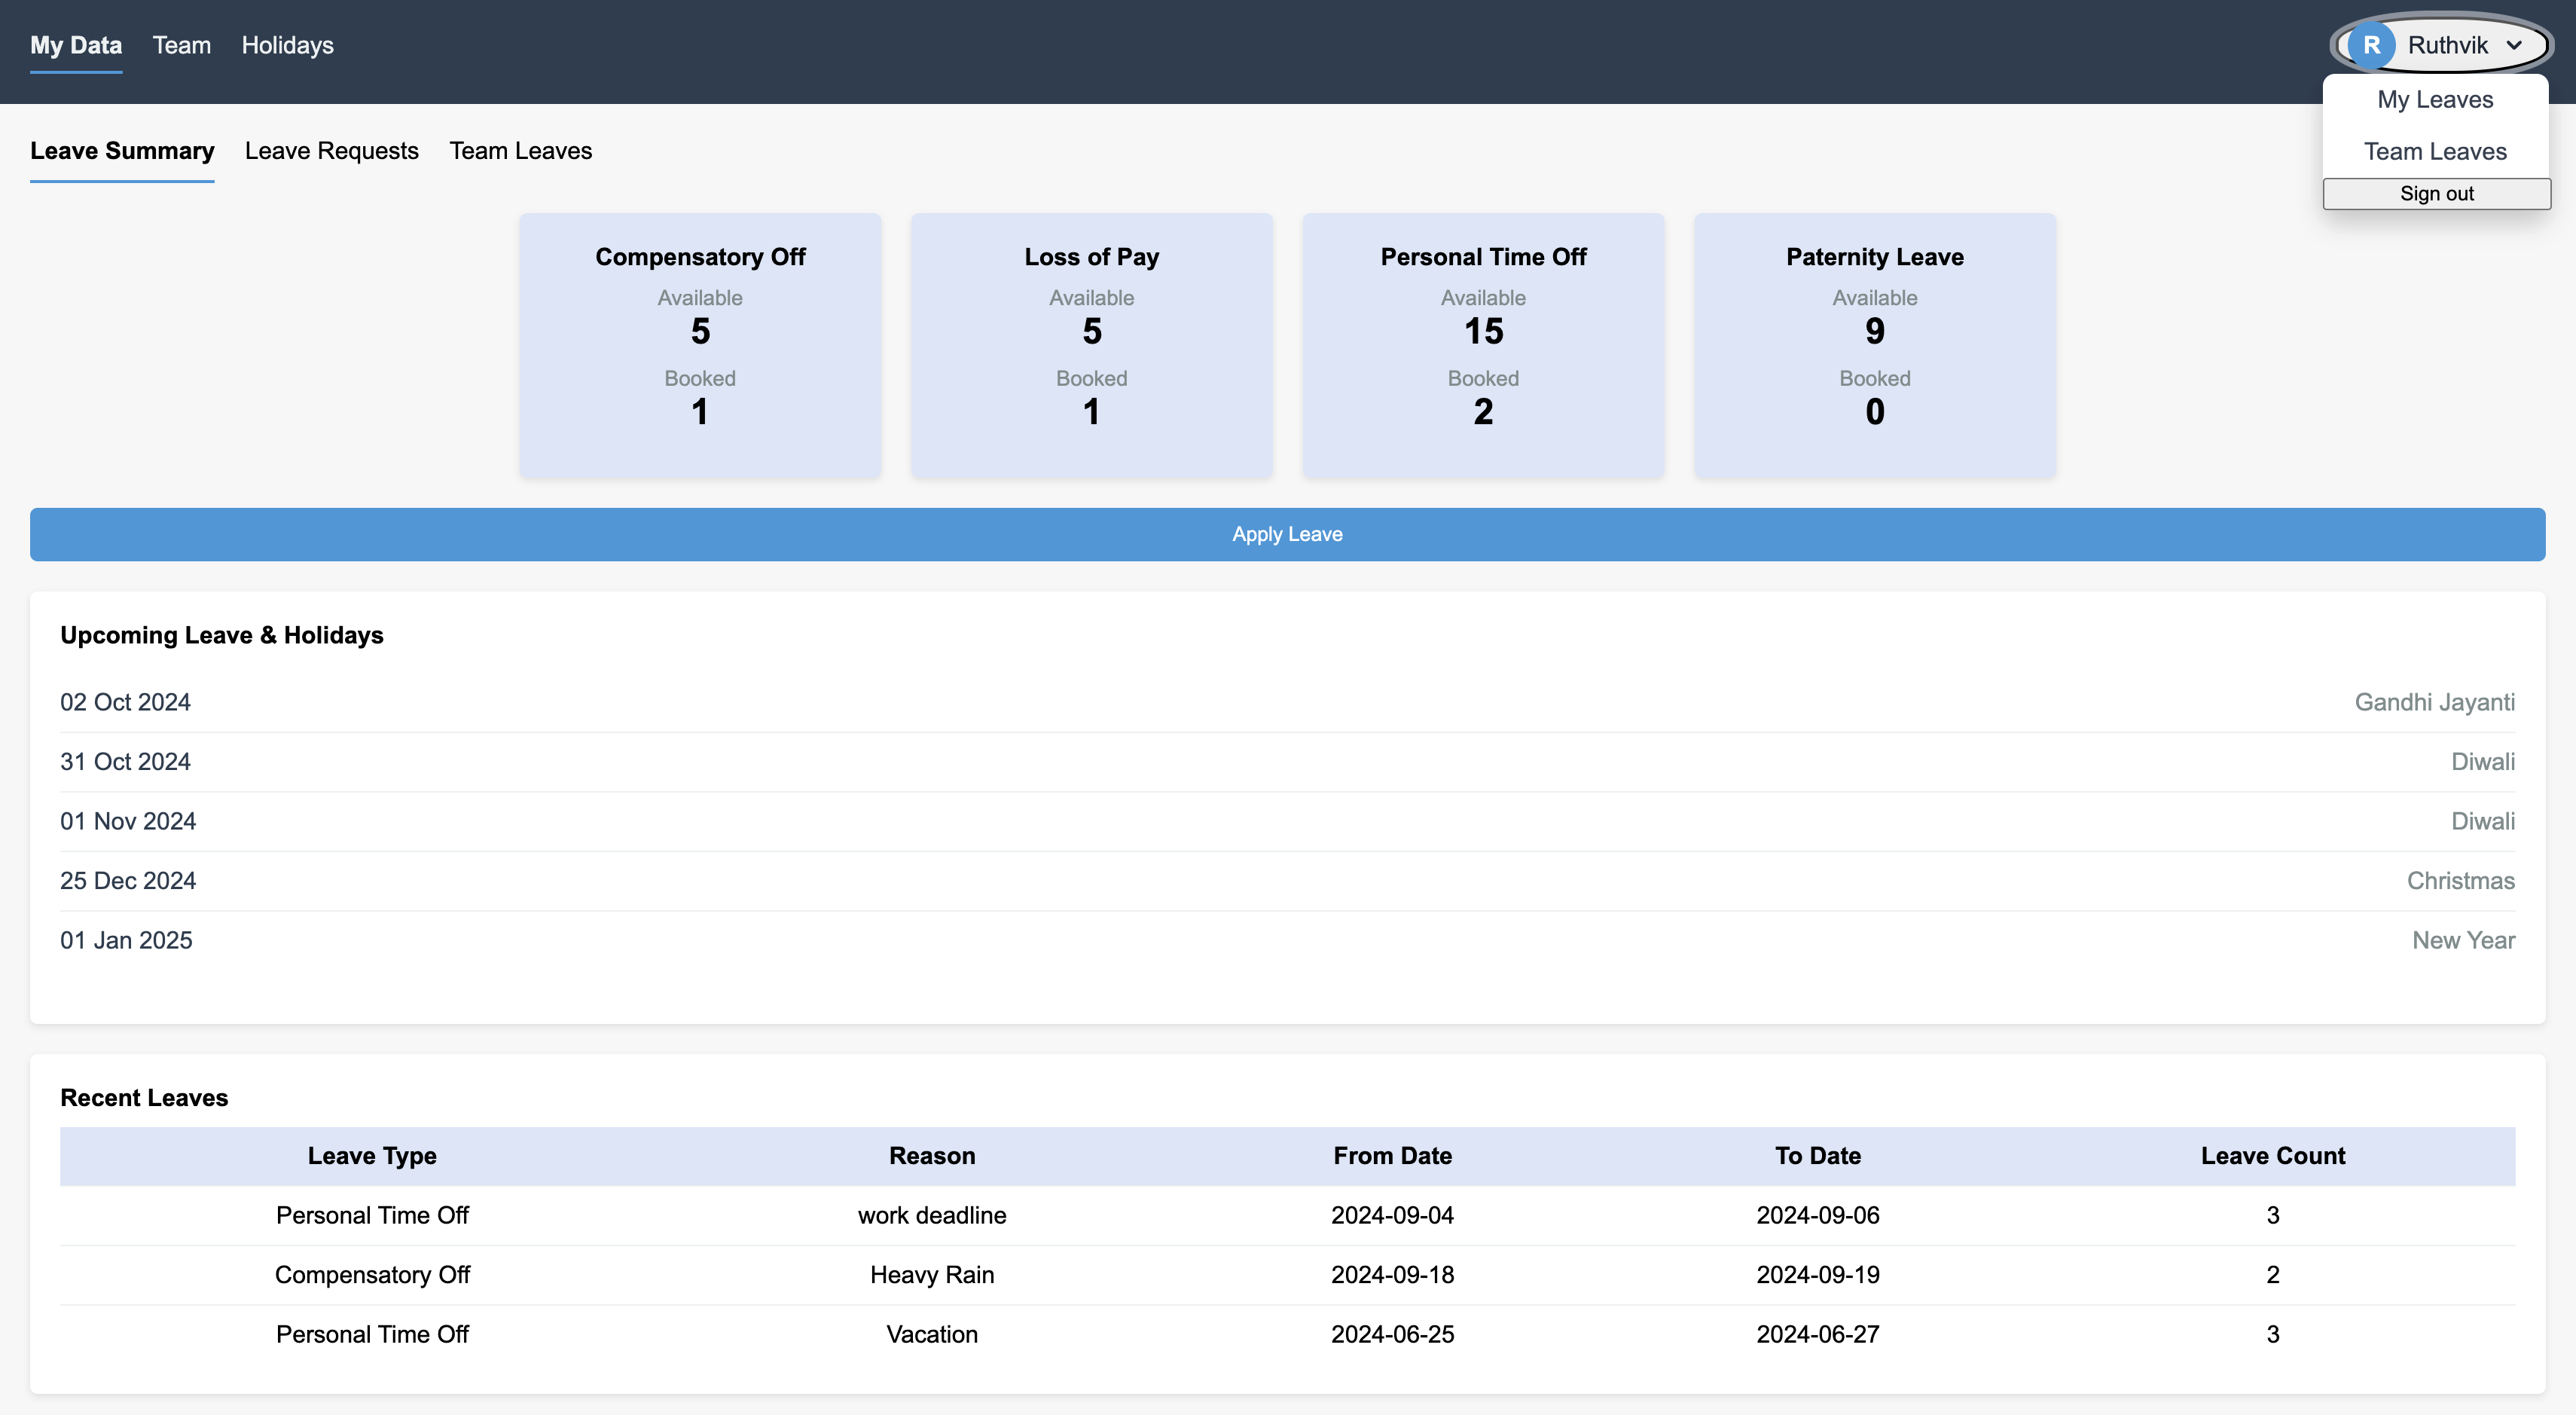 My Data Team Holidays
R Ruthvik
My Leaves
Team Leaves
Sign out
Leave Summary Leave Requests Team Leaves
Compensatory Off
Available
5
Booked
1
Loss of Pay
Available
5
Booked
1
Personal Time Off
Available
15
Booked
2
Paternity Leave
Available
9
Booked
0
Apply Leave
Upcoming Leave & Holidays
02 Oct 2024 Gandhi Jayanti
31 Oct 2024 Diwali
01 Nov 2024 Diwali
25 Dec 2024 Christmas
01 Jan 2025 New Year
Recent Leaves
Leave Type Reason From Date To Date Leave Count
Personal Time Off work deadline 2024-09-04 2024-09-06 3
Compensatory Off Heavy Rain 2024-09-18 2024-09-19 2
Personal Time Off Vacation 2024-06-25 2024-06-27 3